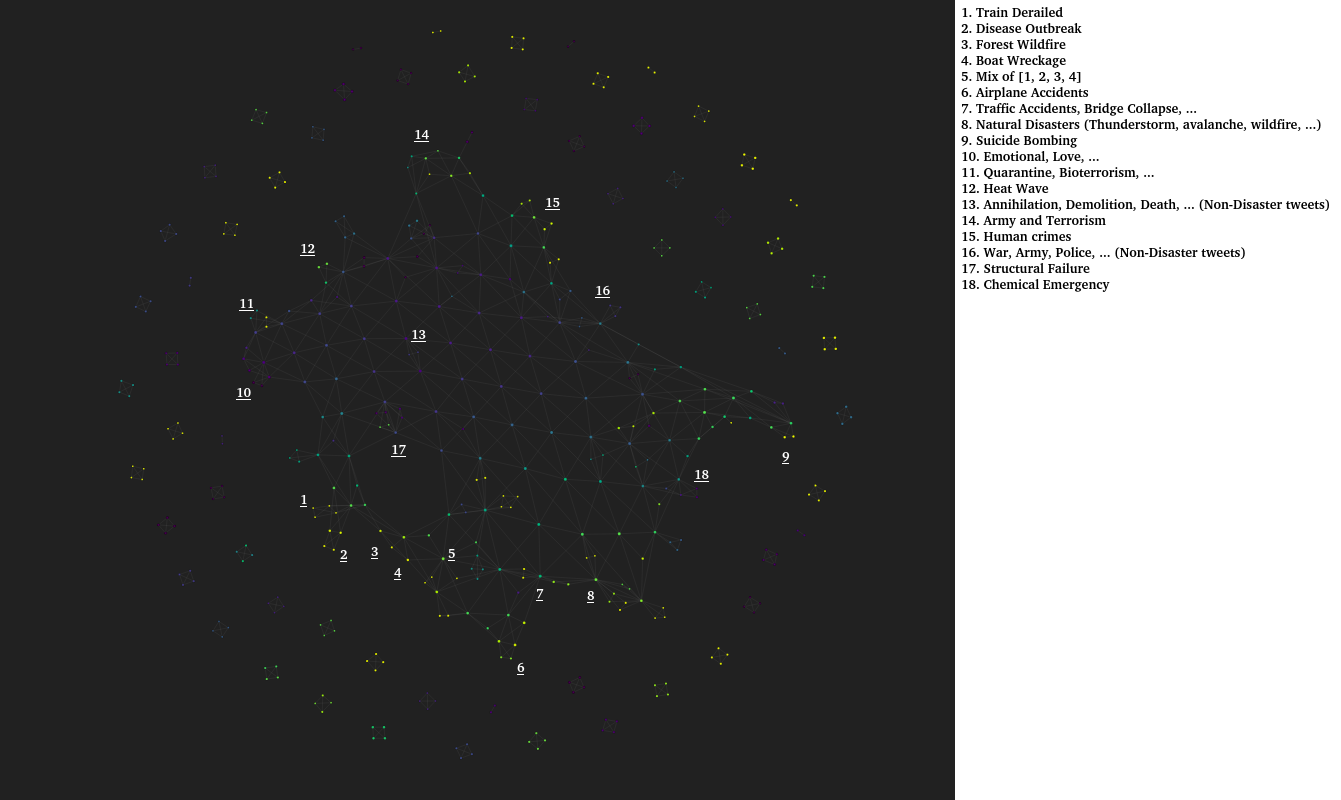 14
15
12
16
11
13
10
17
9
18
1
2
3
5
4
7
8
6
1. Train Derailed
2. Disease Outbreak
3. Forest Wildfire
4. Boat Wreckage
5. Mix of [1, 2, 3, 4]
6. Airplane Accidents
7. Traffic Accidents, Bridge Collapse, ...
8. Natural Disasters (Thunderstorm, avalanche, wildfire, ...)
9. Suicide Bombing
10. Emotional, Love, ...
11. Quarantine, Bioterrorism, ...
12. Heat Wave
13. Annihilation, Demolition, Death, ... (Non-Disaster tweets)
14. Army and Terrorism
15. Human crimes
16. War, Army, Police, ... (Non-Disaster tweets)
17. Structural Failure
18. Chemical Emergency